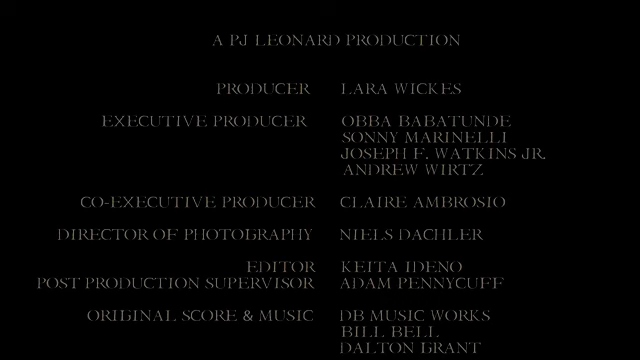 A PJ LEONARD PRODUCTION
PRODUCER LARA WICKES
EXECUTIVE PRODUCER OBBA BABATUNDE
SONNY MARINELLI
JOSEPH F. WATKINS JR.
ANDREW WIRTZ
CO-EXECUTIVE PRODUCER CLAIRE AMBROSIO
DIRECTOR OF PHOTOGRAPHY NIELS DACHLER
EDITOR KEITA IDENO
POST PRODUCTION SUPERVISOR ADAM PENNYCUFF
ORIGINAL SCORE & MUSIC DB MUSIC WORKS
BILL BELL
DALTON GRANT